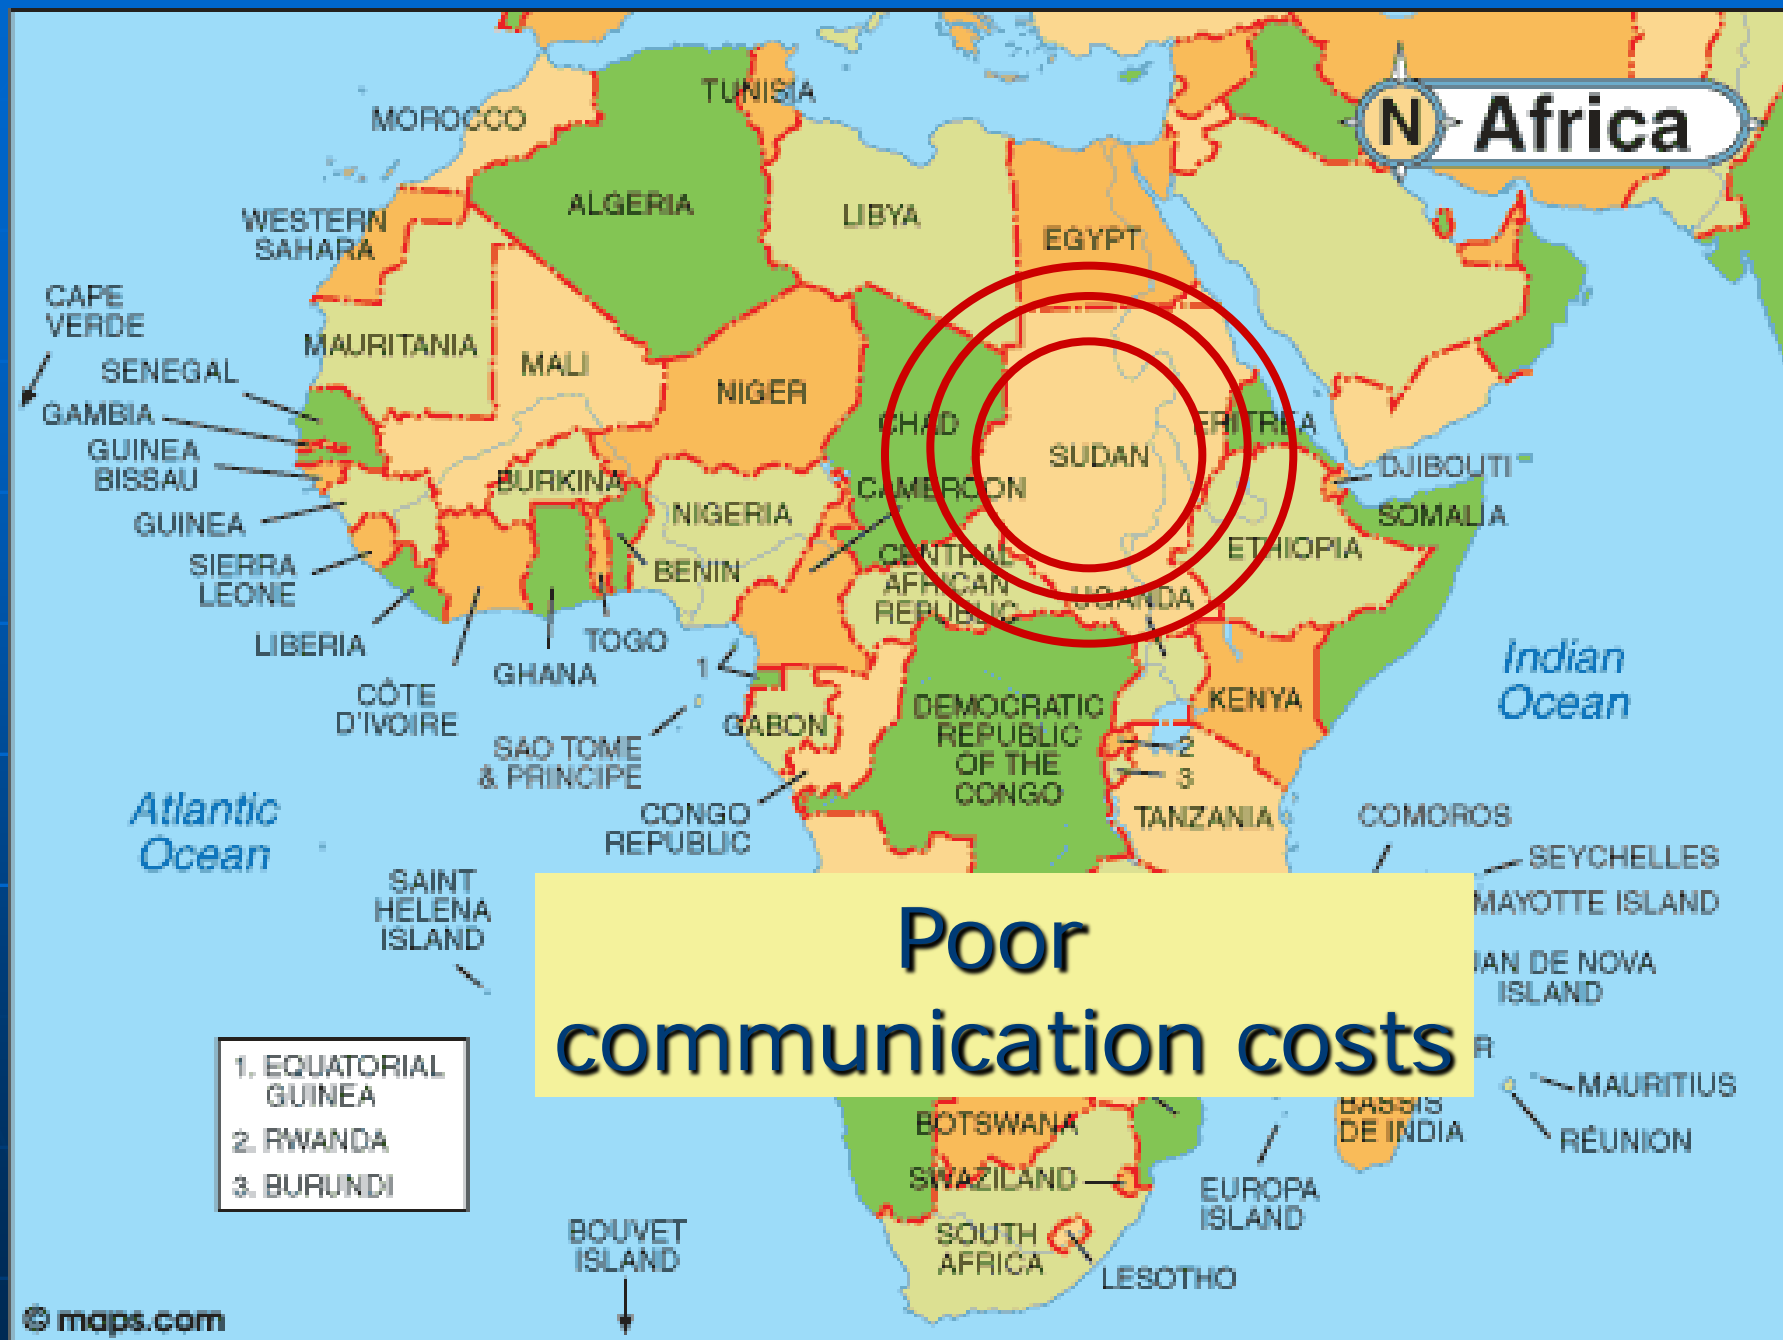 Africa
N
TUNISIA
MOROCCO
ALGERIA
LIBYA
EGYPT
WESTERN
SAHARA
CAPE
VERDE
MAURITANIA
MALI
NIGER
CHAD
SUDAN
ERITREA
SENEGAL
GAMBIA
GUINEA
BISSAU
GUINEA
SIERRA
LEONE
LIBERIA
CÔTE
D'IVOIRE
BURKINA
GHANA
TOGO
BENIN
NIGERIA
CAMEROON
CENTRAL
AFRICAN
REPUBLIC
DJIBOUTI
SOMALIA
ETHIOPIA
UGANDA
KENYA
1
GABON
SAO TOME
& PRINCIPE
CONGO
REPUBLIC
DEMOCRATIC
REPUBLIC
OF THE
CONGO
2
3
TANZANIA
Indian
Ocean
Atlantic
Ocean
COMOROS
SEYCHELLES
MAYOTTE ISLAND
SAINT
HELENA
ISLAND
Poor
communication costs
DE NOVA
ISLAND
MAURITIUS
RÉUNION
BASSIS
DE INDIA
EUROPA
ISLAND
BOTSWANA
SWAZILAND
SOUTH
AFRICA
LESOTHO
1. EQUATORIAL
GUINEA
2. RWANDA
3. BURUNDI
BOUVET
ISLAND
© maps.com